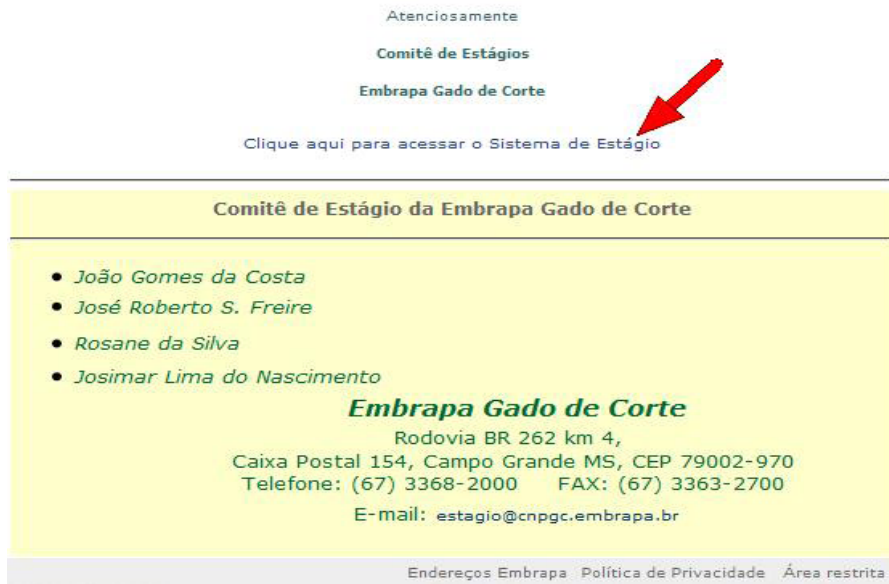 Atenciosamente
Comitê de Estágios
Embrapa Gado de Corte
Clique aqui para acessar o Sistema de Estágio
Comitê de Estágio da Embrapa Gado de Corte
João Gomes da Costa
José Roberto S. Freire
Rosane da Silva
Josimar Lima do Nascimento
Embrapa Gado de Corte
Rodovia BR 262 km 4,
Caixa Postal 154, Campo Grande MS, CEP 79002-970
Telefone: (67) 3368-2000 FAX: (67) 3363-2700
E-mail: estagio@cnpgc.embrapa.br
Endereços Embrapa Política de Privacidade Área restrita